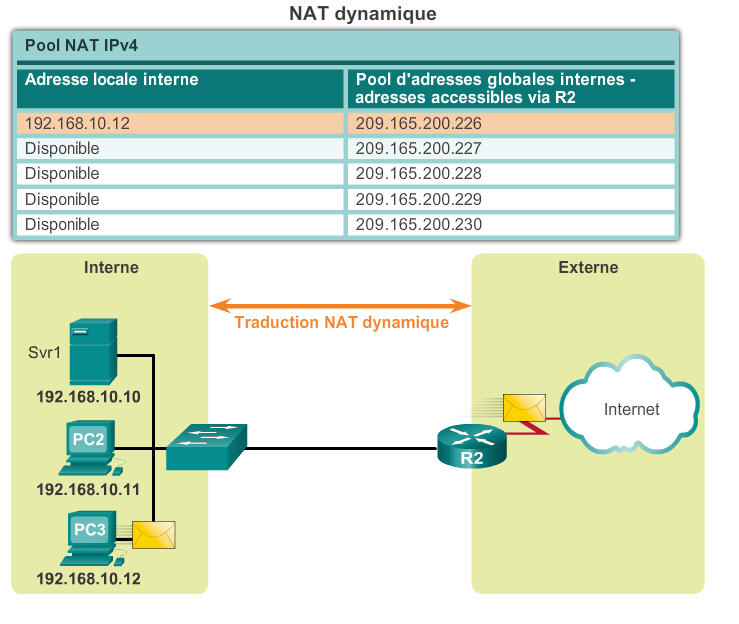 NAT dynamique
Pool NAT IPv4
Adresse locale interne
Pool d'adresses globales internes -
adresses accessibles via R2
192.168.10.12 209.165.200.226
Disponible 209.165.200.227
Disponible 209.165.200.228
Disponible 209.165.200.229
Disponible 209.165.200.230
Interne
Externe
Traduction NAT dynamique
Svr1
192.168.10.10
PC2
192.168.10.11
PC3
192.168.10.12
R2
Internet